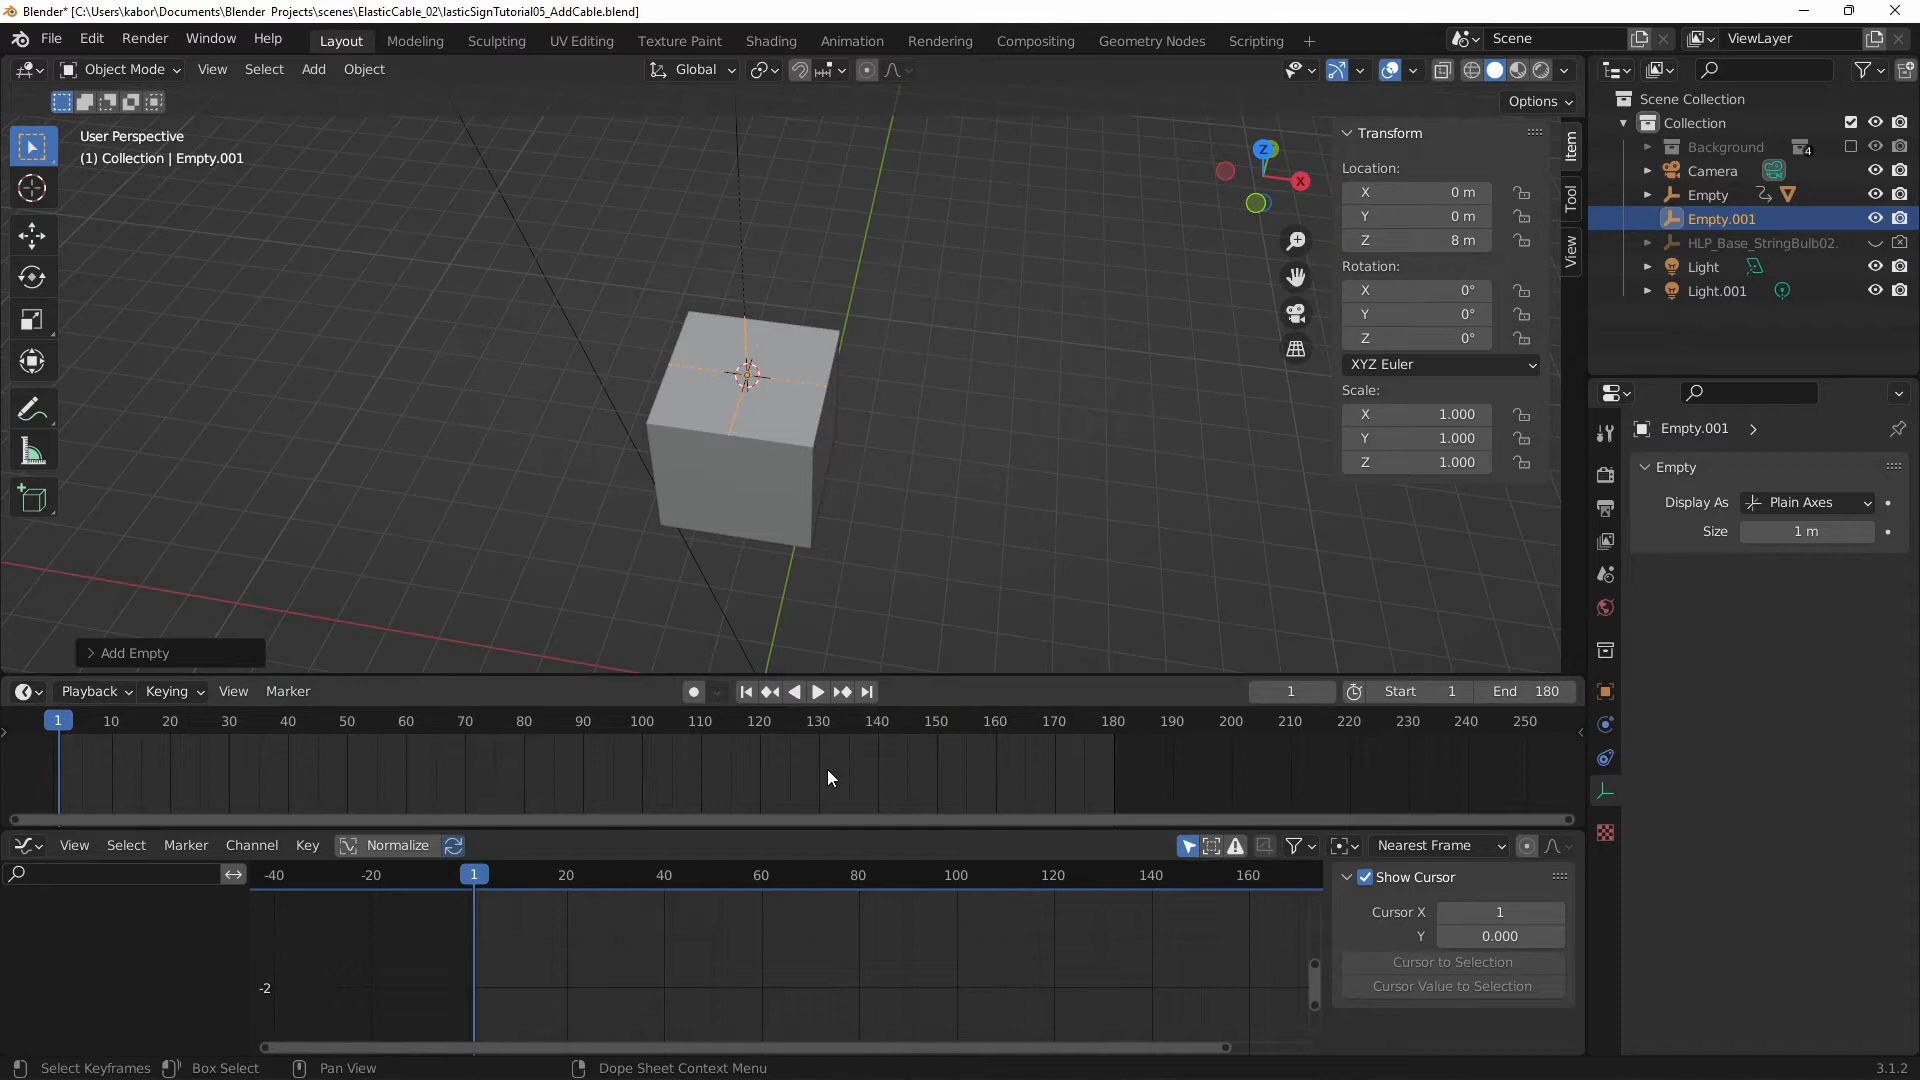 Blender* [C:\Users\kabor\Documents\Blender Projects\scenes\ElasticCable_02\lasticSignTutorial05_AddCable.blend]
File Edit Render Window Help Layout Modeling Sculpting UV Editing Texture Paint Shading Animation Rendering Compositing Geometry Nodes Scripting + Scene ViewLayer
Object Mode View Select Add Object Global
Options
User Perspective
(1) Collection | Empty.001
Z
X
Transform
Location:
X 0 m
Y 0 m
Z 8 m
Rotation:
X 0°
Y 0°
Z 0°
XYZ Euler
Scale:
X 1.000
Y 1.000
Z 1.000
Item
Tool
View
Scene Collection
Collection
Background 4
Camera
Empty
Empty.001
HLP_Base_StringBulb02.
Light
Light.001
Empty.001
Empty
Display As Plain Axes
Size 1 m
Add Empty
Playback Keying View Marker 1 Start 1 End 180
1 10 20 30 40 50 60 70 80 90 100 110 120 130 140 150 160 170 180 190 200 210 220 230 240 250
View Select Marker Channel Key Normalize Nearest Frame
-40 -20 1 20 40 60 80 100 120 140 160
-2
Show Cursor
Cursor X 1
Y 0.000
Cursor to Selection
Cursor Value to Selection
Select Keyframes Box Select Pan View Dope Sheet Context Menu 3.1.2